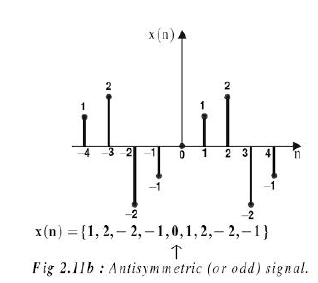 x(n)
2 2
1 1
–4 –3 –2 –1 0 1 2 3 4 n
–1 –1
–2 –2
x(n) = {1, 2, – 2, –1, 0, 1, 2, – 2, –1}
↑
Fig 2.11b : Antisymmetric (or odd) signal.